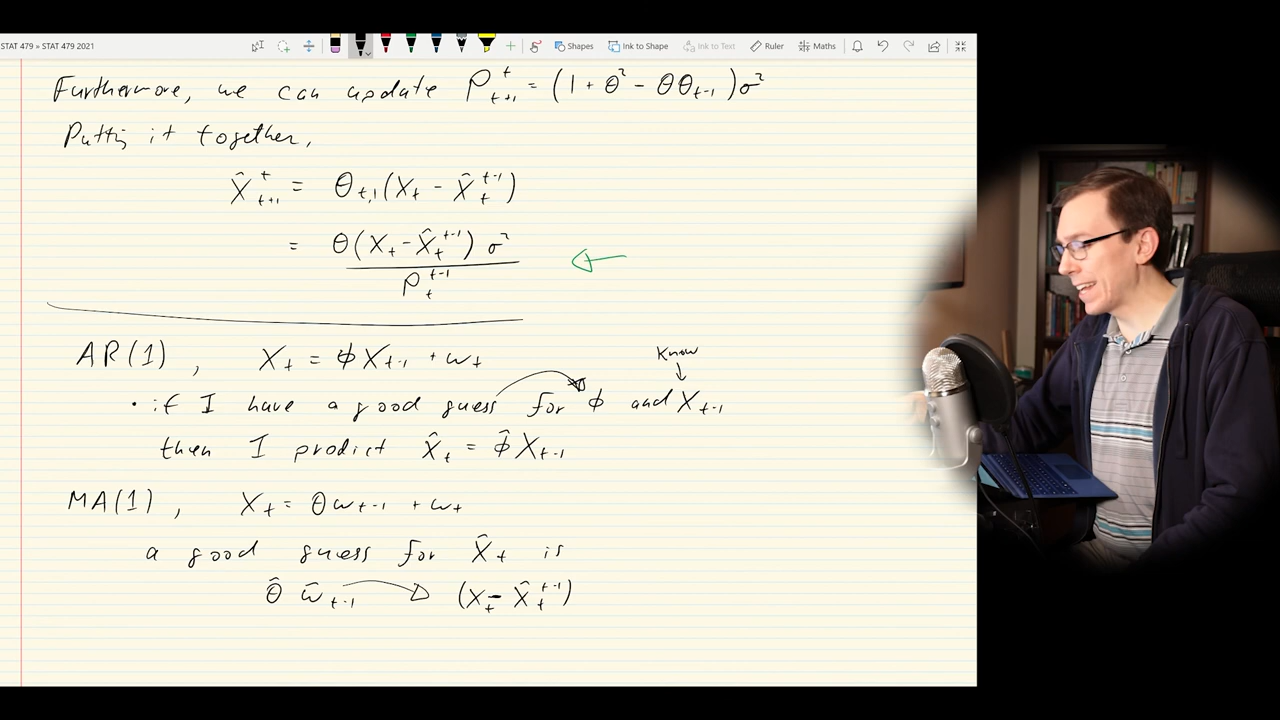 STAT 479 » STAT 479 2021
Shapes Ink to Shape Ink to Text Ruler Maths
Furthermore, we can update P^t_{t+1} = (1 + θ² - θθ_{t-1})σ²
Putting it together,
X̂^t_{t+1} = θ_{t,1}(X_t - X̂_t^{t-1})
= θ(X_t - X̂_t^{t-1}) σ²
P_t^{t-1}
AR(1), X_t = φX_{t-1} + w_t
Know
↓
• if I have a good guess for φ and X_{t-1}
then I predict X̂_t = φ̂X_{t-1}
MA(1), X_t = θw_{t-1} + w_t
a good guess for X̂_t is
θ̂ ŵ_{t-1} → (X_t - X̂_t^{t-1})